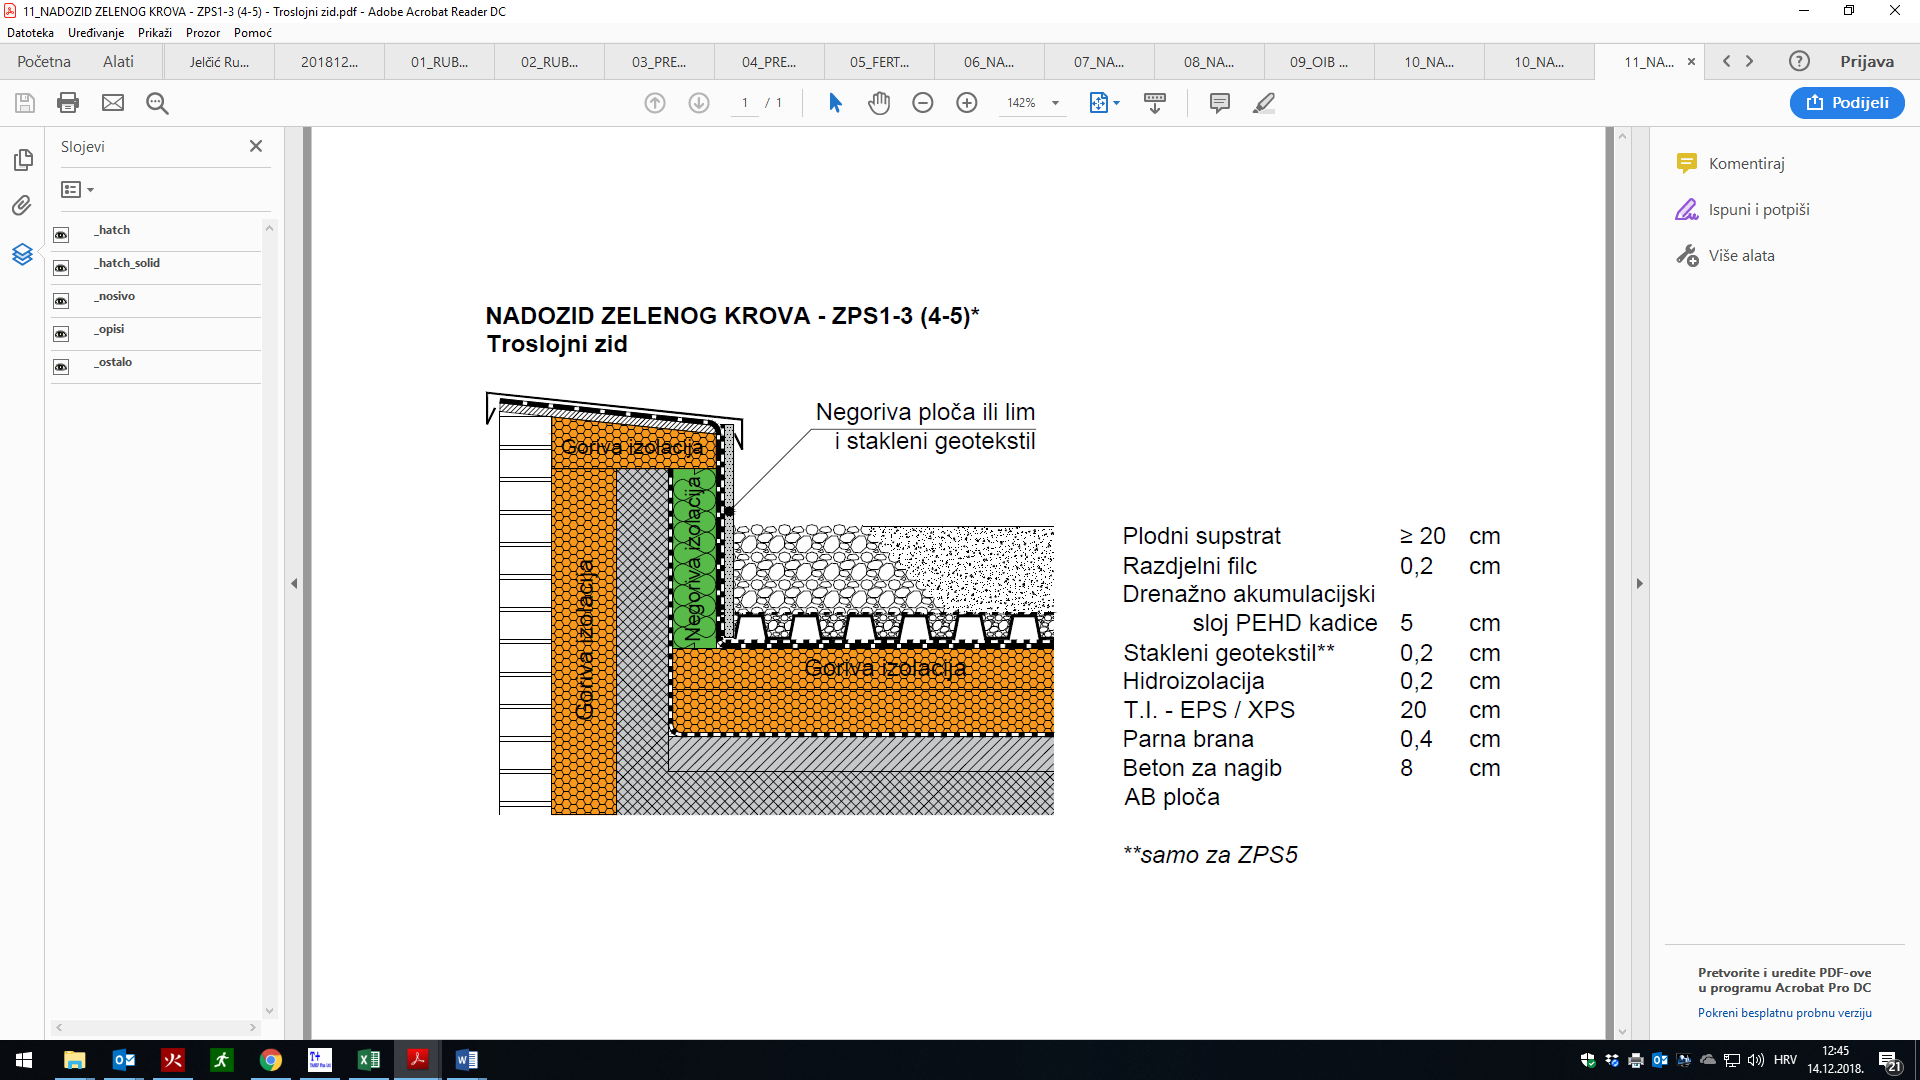 11_NADOZID ZELENOG KROVA - ZPS1-3 (4-5) - Troslojni zid.pdf - Adobe Acrobat Reader DC
Datoteka Uređivanje Prikaži Prozor Pomoć
Početna Alati Jelčić Ru... 201812... 01_RUB... 02_RUB... 03_PRE... 04_PRE... 05_FERT... 06_NA... 07_NA... 08_NA... 09_OIB ... 10_NA... 10_NA... 11_NA... Prijava
1 / 1 142% Podijeli
Slojevi
_hatch
_hatch_solid
_nosivo
_opisi
_ostalo
NADOZID ZELENOG KROVA - ZPS1-3 (4-5)*
Troslojni zid
Negoriva ploča ili lim
i stakleni geotekstil
Goriva izolacija
Negoriva izolacija
Goriva izolacija
Goriva izolacija
Plodni supstrat ≥ 20 cm
Razdjelni filc 0,2 cm
Drenažno akumulacijski
sloj PEHD kadice 5 cm
Stakleni geotekstil** 0,2 cm
Hidroizolacija 0,2 cm
T.I. - EPS / XPS 20 cm
Parna brana 0,4 cm
Beton za nagib 8 cm
AB ploča
**samo za ZPS5
Komentiraj
Ispuni i potpiši
Više alata
Pretvorite i uredite PDF-ove
u programu Acrobat Pro DC
Pokreni besplatnu probnu verziju
HRV
12:45
14.12.2018.
21